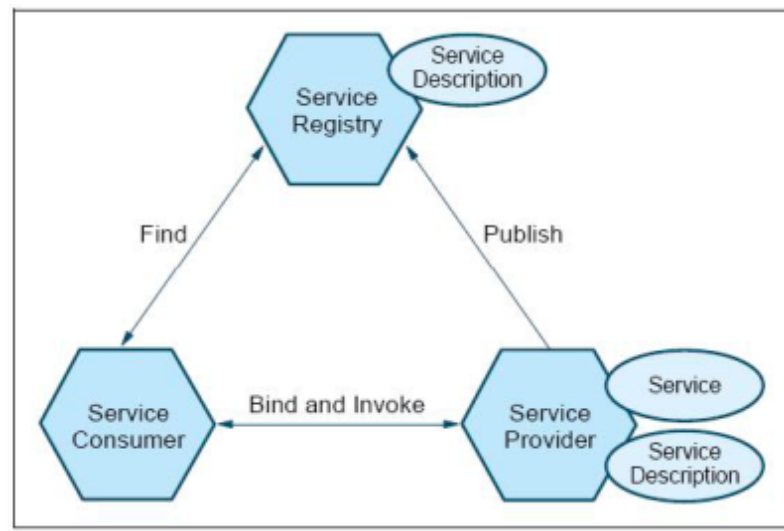 Service
Description
Service
Registry
Find
Publish
Bind and Invoke
Service
Consumer
Service
Provider
Service
Service
Description